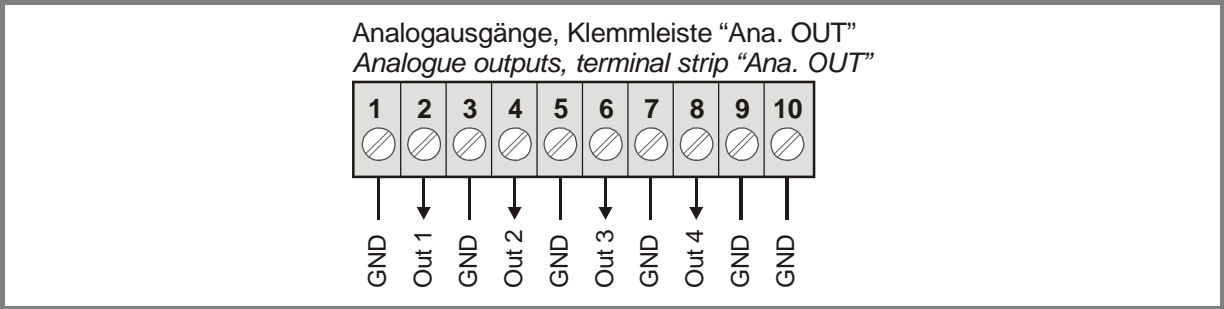 Analogausgänge, Klemmleiste “Ana. OUT”
Analogue outputs, terminal strip “Ana. OUT”
1 2 3 4 5 6 7 8 9 10
GND Out 1 GND Out 2 GND Out 3 GND Out 4 GND GND